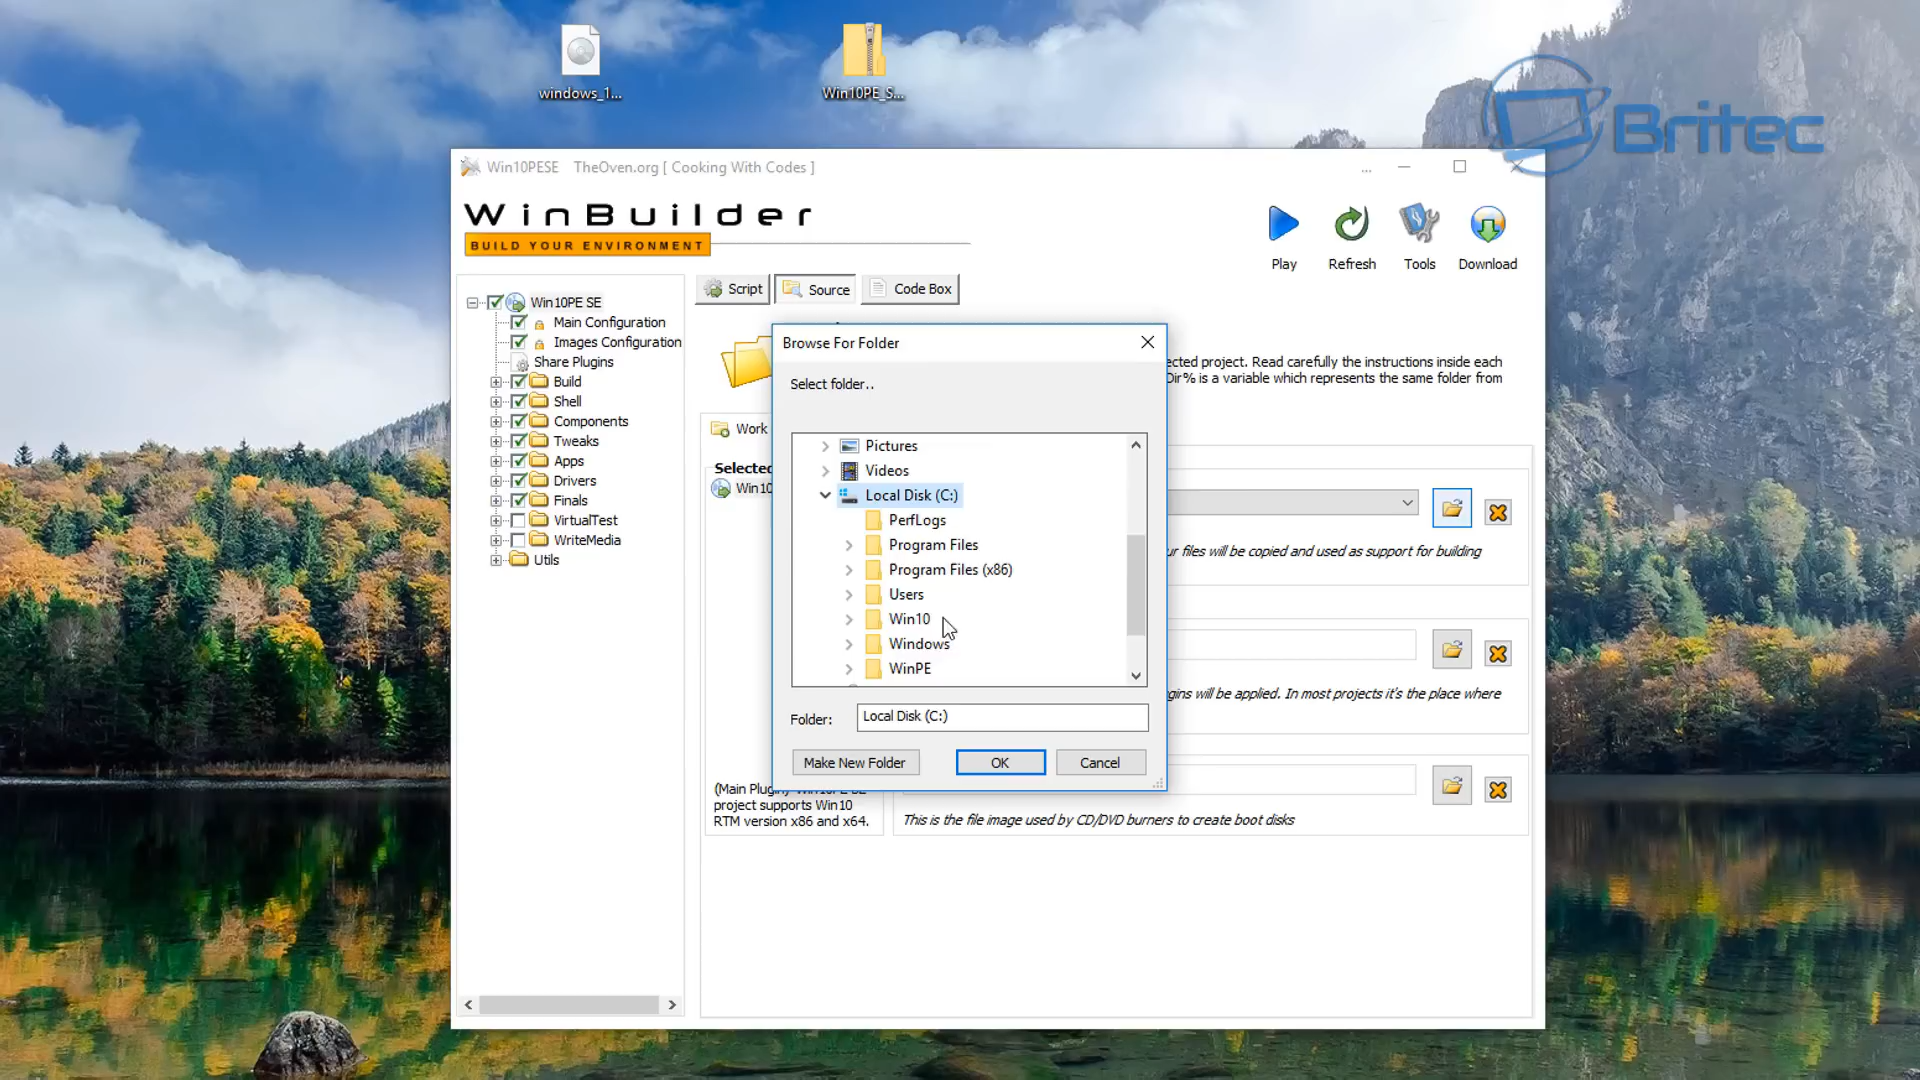 windows_1...
Win10PE_S...
Britec
Win10PESE TheOven.org [ Cooking With Codes ]
...
WinBuilder
BUILD YOUR ENVIRONMENT
Play
Refresh
Tools
Download
Script
Source
Code Box
Win10PE SE
Main Configuration
Images Configuration
Share Plugins
Build
Shell
Components
Tweaks
Apps
Drivers
Finals
VirtualTest
WriteMedia
Utils
ected project. Read carefully the instructions inside each
Dir% is a variable which represents the same folder from
Work
Selected
Win10
Browse For Folder
Select folder..
Pictures
Videos
Local Disk (C:)
PerfLogs
Program Files
Program Files (x86)
Users
Win10
Windows
WinPE
Folder: Local Disk (C:)
Make New Folder
OK
Cancel
ur files will be copied and used as support for building
gins will be applied. In most projects it's the place where
(Main Plugin) Win10PE SE
project supports Win10
RTM version x86 and x64.
This is the file image used by CD/DVD burners to create boot disks